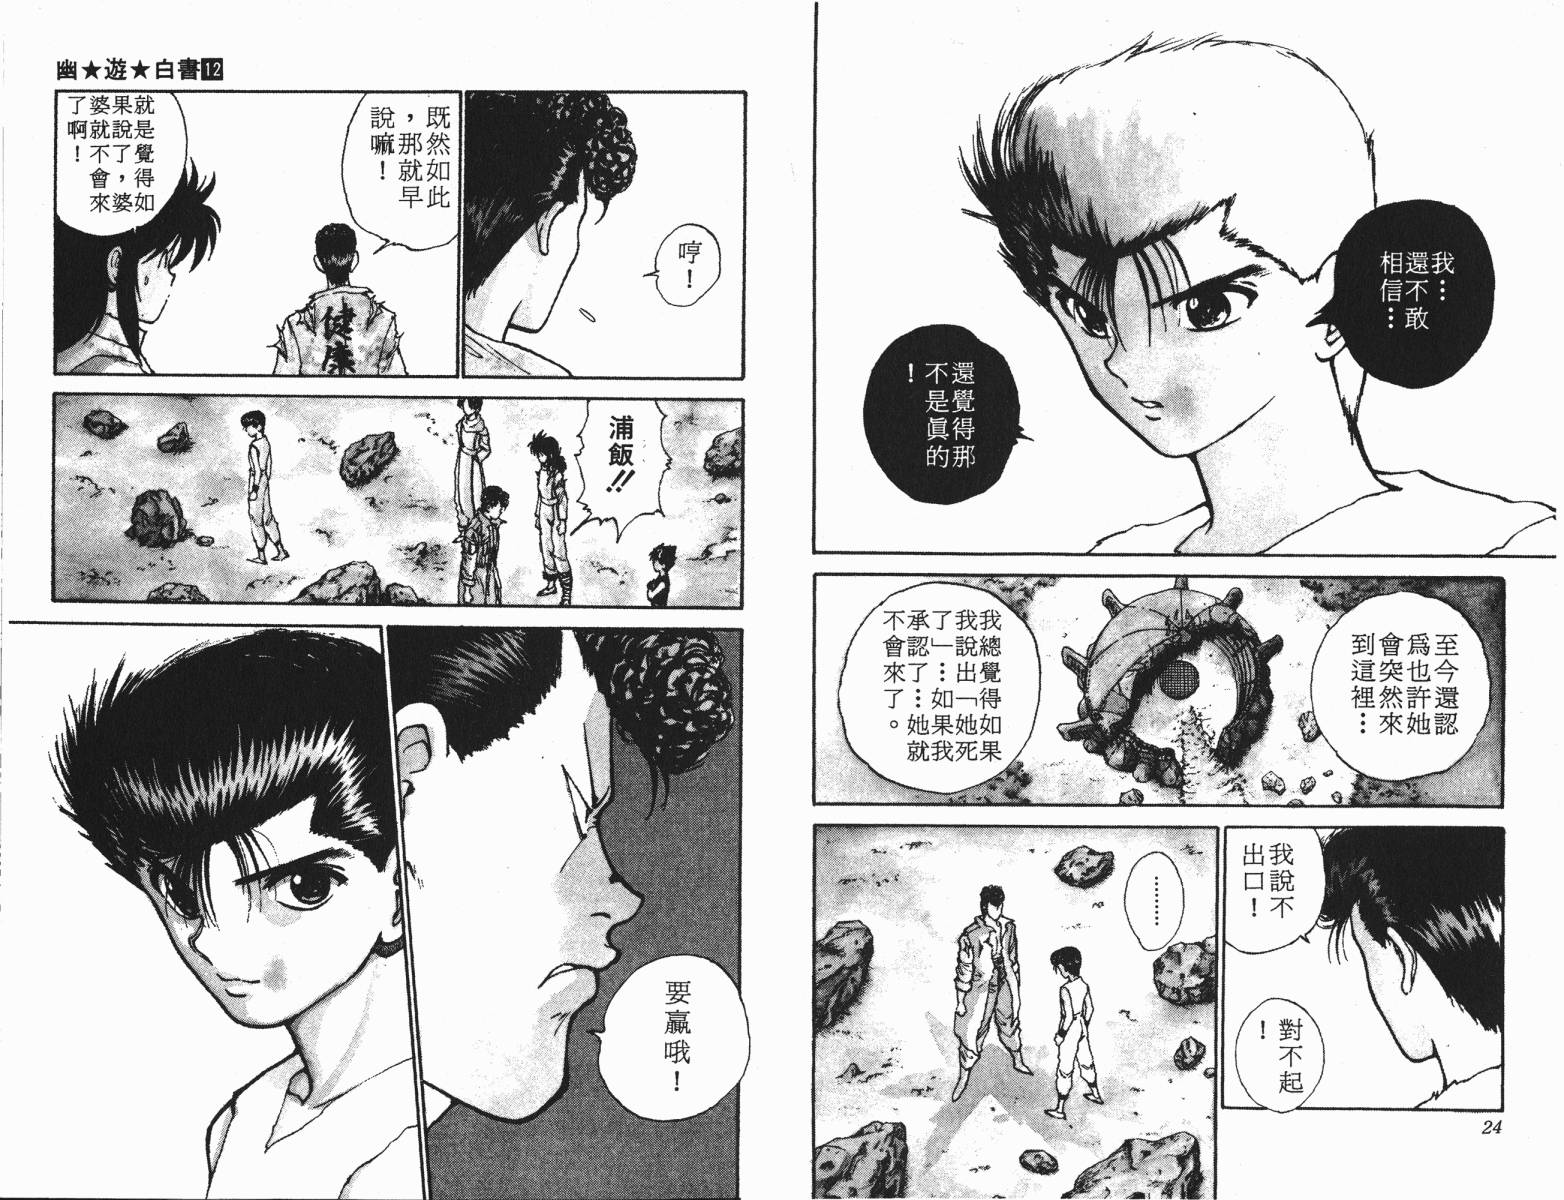 我…
還不敢
相信…
還覺得那
不是真的
！
至今還認
為也許她
會突然來
到這裡…
我總覺得如果
我說出「她死
了」…如果我
承認了…她就
不會來了。
我說不
出口！
對不起
！
………
24
幽★遊★白書12
哼！
既然如此
，那就早
說嘛！
就是覺得如
果說了，婆
婆就不會來
了啊！
健康
浦飯!!
要贏哦！